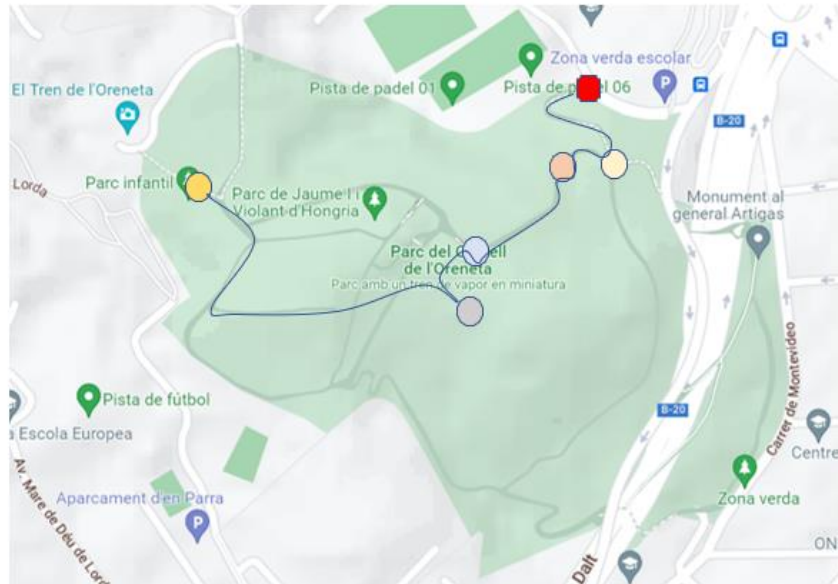 Zona verda escolar
El Tren de l'Oreneta
Pista de padel 01
Pista de padel 06
P
B-20
Lorda
Parc infantil
Parc de Jaume I i
Violant d'Hongria
Monument al
general Artigas
Parc del C ell
de l'Oreneta
Parc amb un tren de vapor en miniatura
Carrer de Montevideo
Pista de fútbol
B-20
a Escola Europea
Centre
Av. Mare de Déu de Lord
Aparcament d'en Parra
P
Zona verda
ON
Dalt